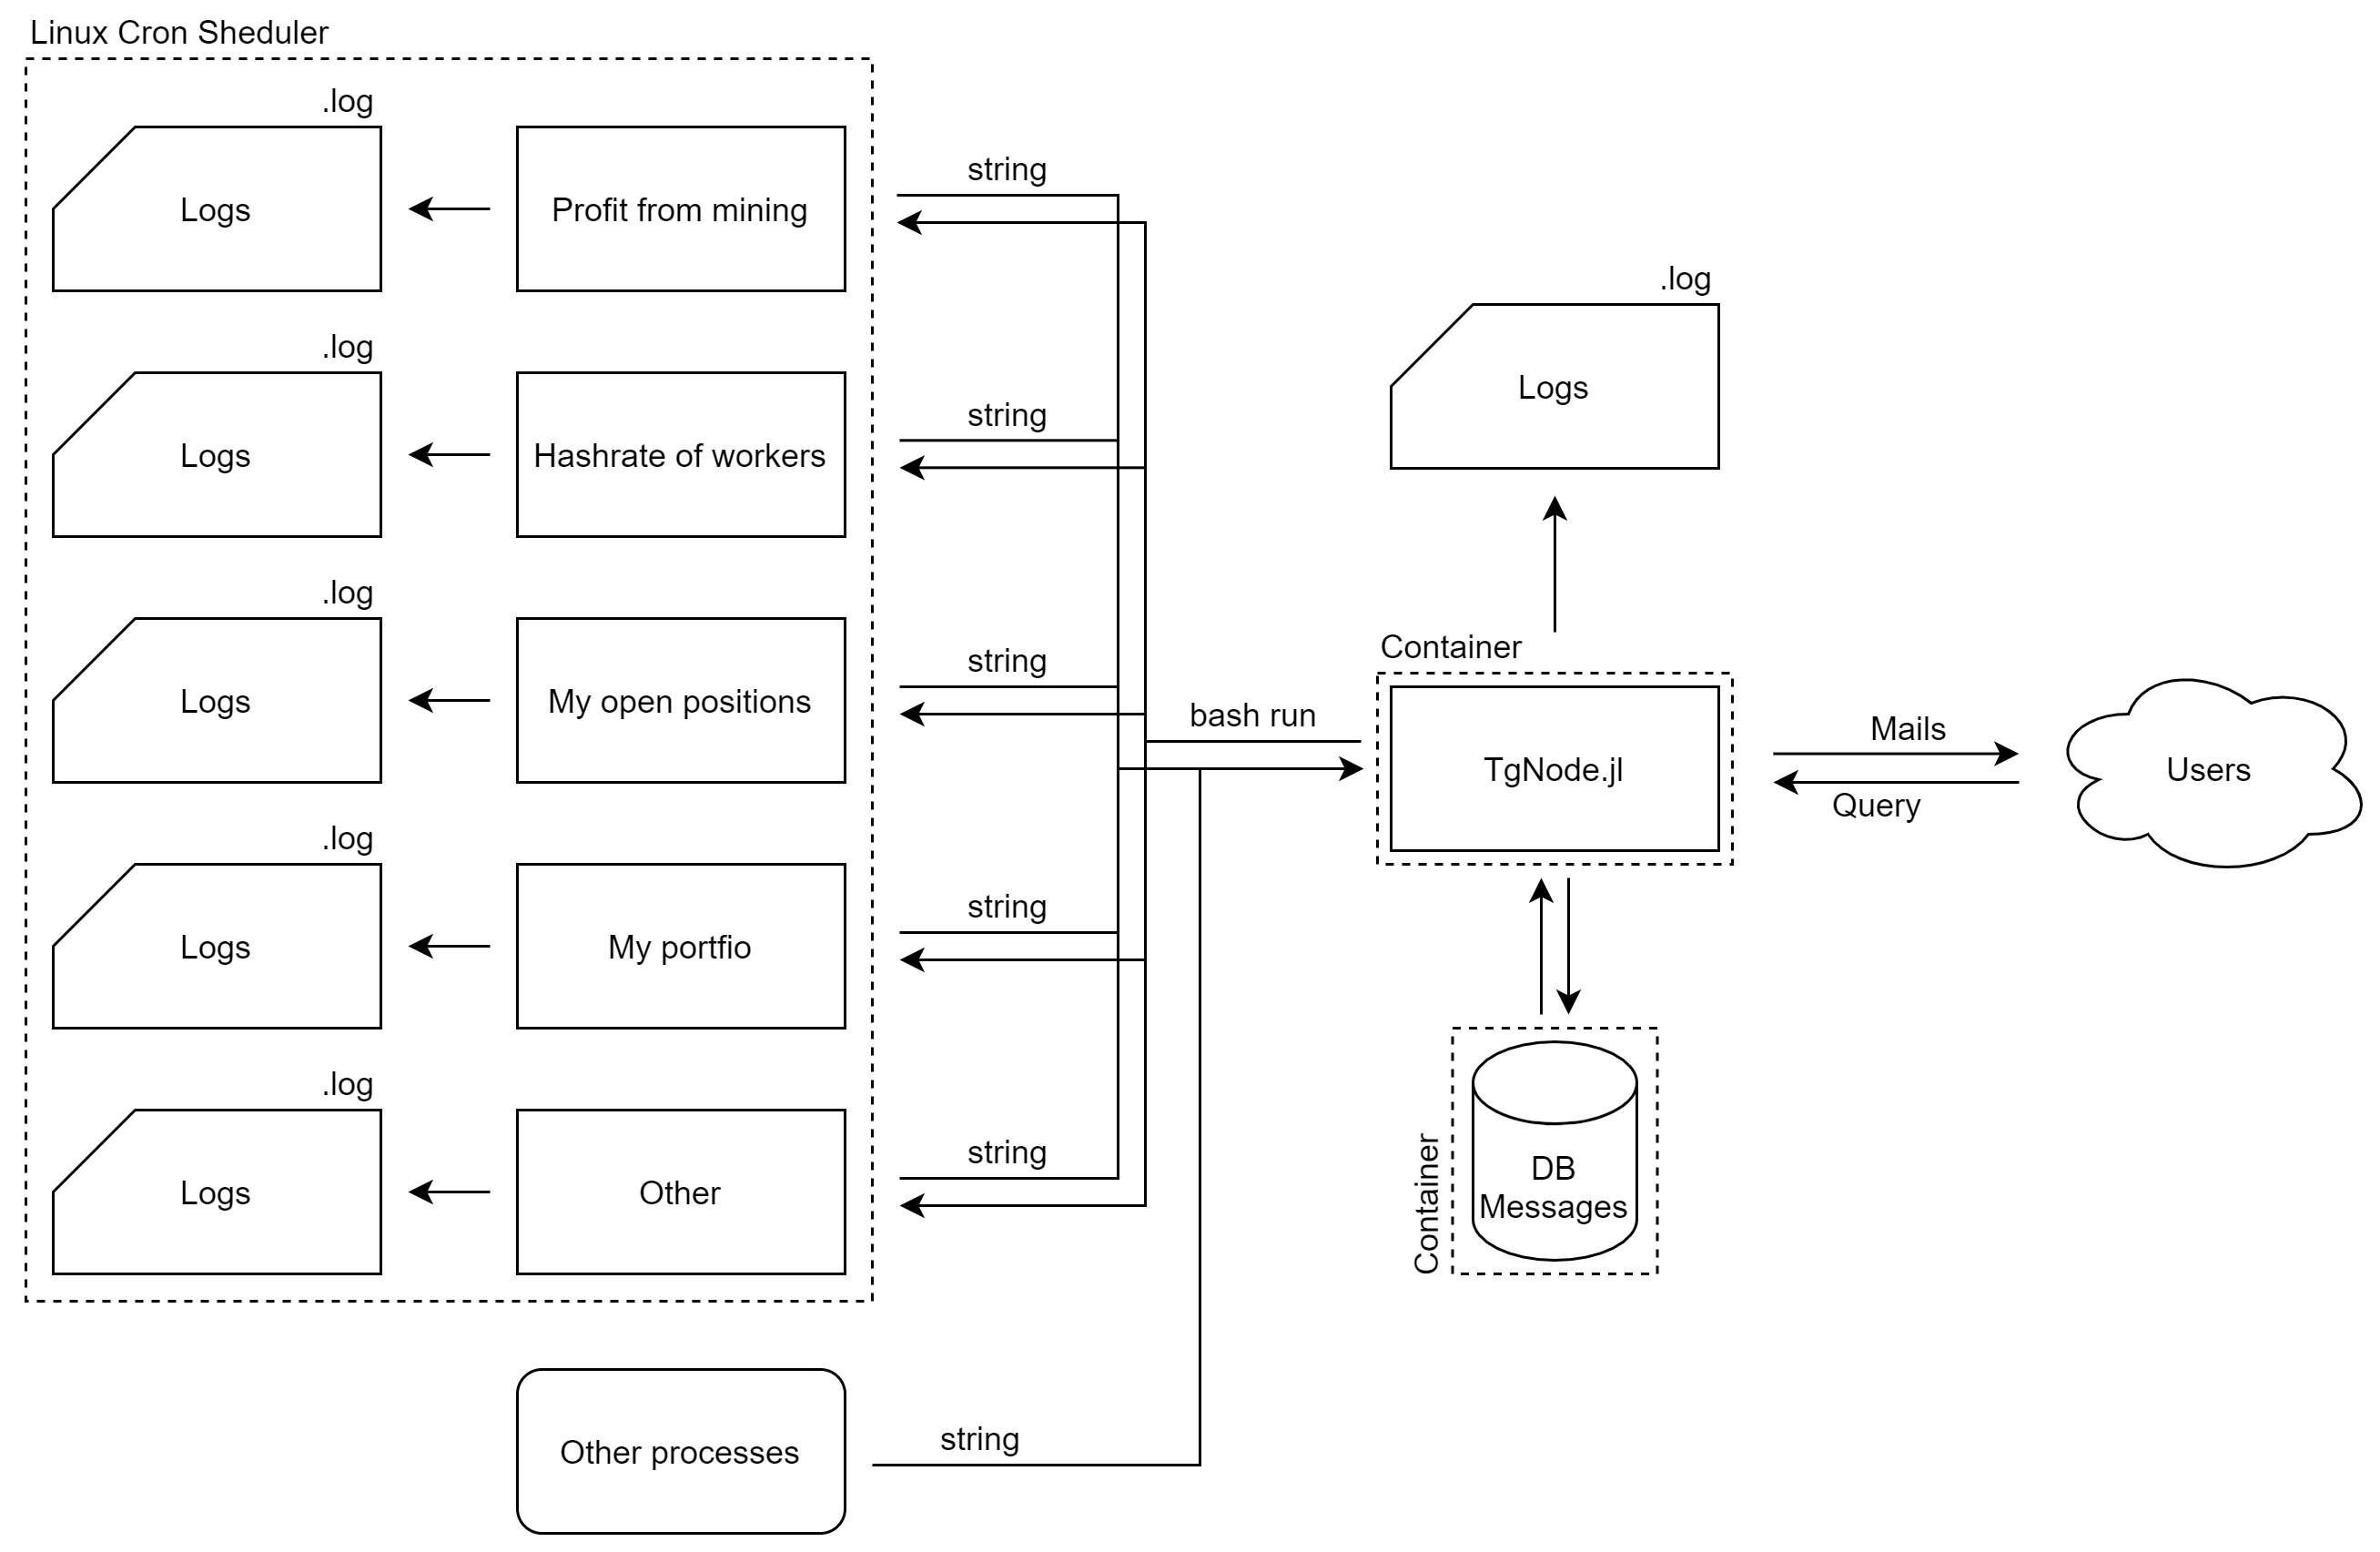 Linux Cron Sheduler
.log
Logs
Profit from mining
string
.log
Logs
Hashrate of workers
string
.log
Logs
My open positions
string
.log
Logs
My portfio
string
.log
Logs
Other
string
Other processes
string
bash run
.log
Logs
Container
TgNode.jl
Mails
Query
Users
Container
DB
Messages